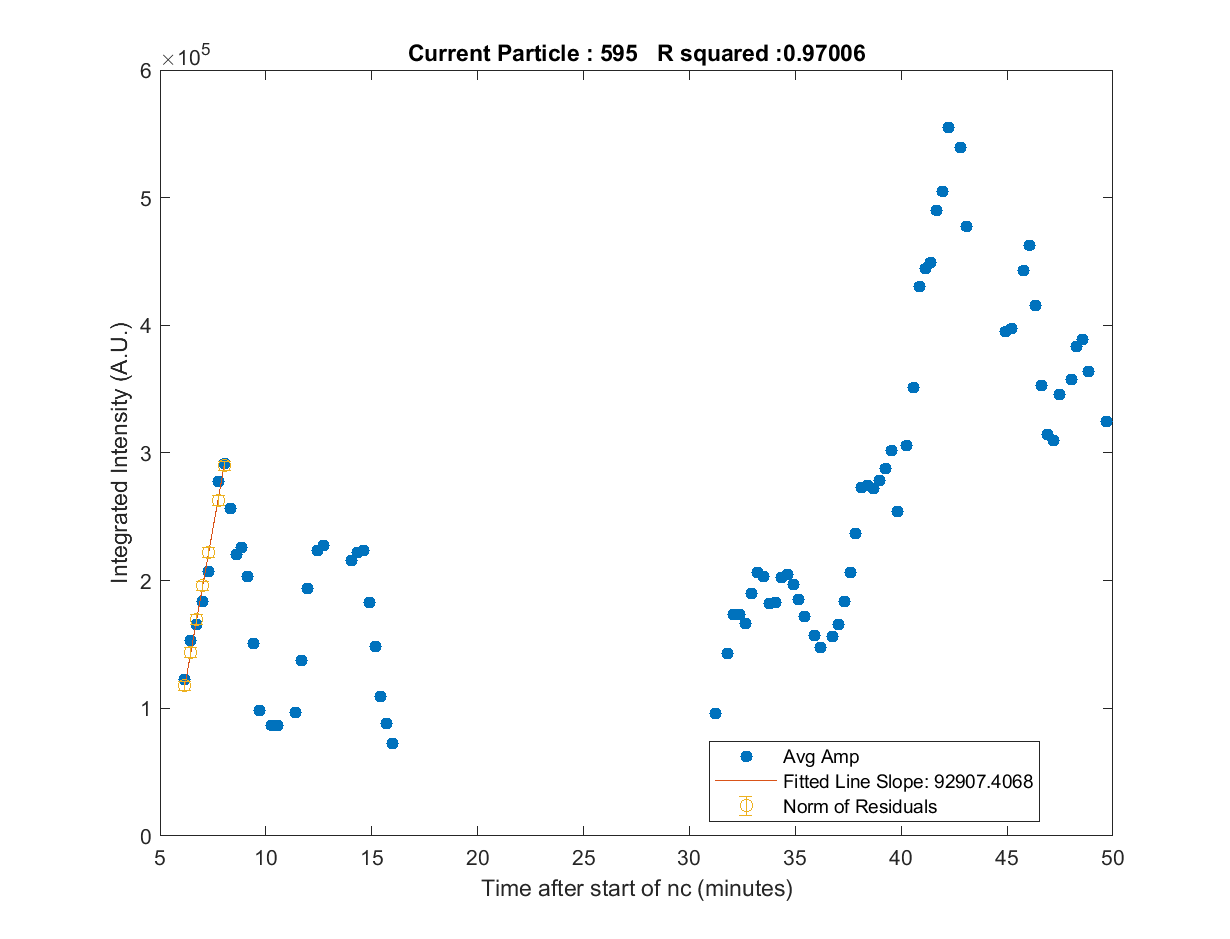 Current Particle : 595   R squared :0.97006
×10^5
6
5
4
3
2
1
0
Integrated Intensity (A.U.)
Avg Amp
Fitted Line Slope: 92907.4068
Norm of Residuals
5 10 15 20 25 30 35 40 45 50
Time after start of nc (minutes)